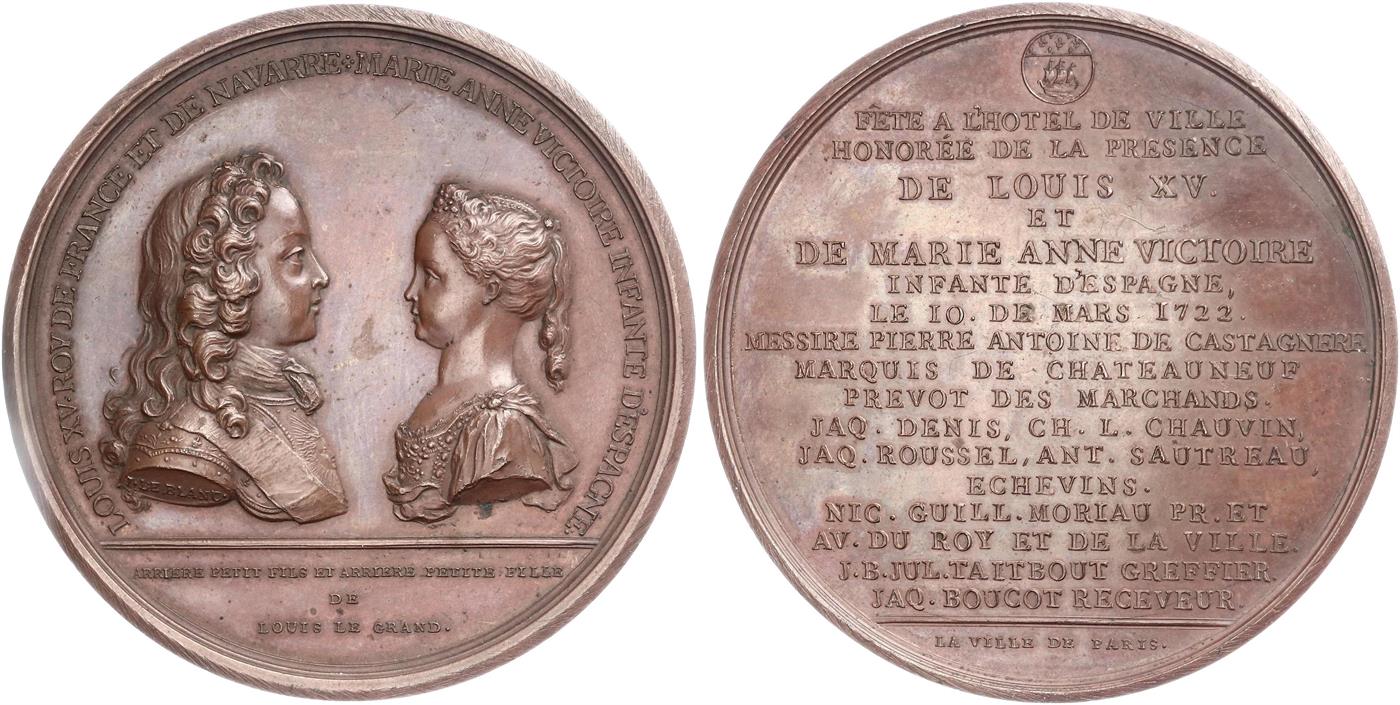 LOUIS XV · ROY DE FRANCE ET DE NAVARRE · MARIE ANNE VICTOIRE INFANTE D'ESPAGNE.
J·LE BLANC
ARRIERE PETIT FILS ET ARRIERE PETITE FILLE
DE
LOUIS LE GRAND.
FÊTE A L'HOTEL DE VILLE
HONORÉE DE LA PRESENCE
DE LOUIS XV.
ET
DE MARIE ANNE VICTOIRE
INFANTE D'ESPAGNE,
LE 10. DE MARS 1722.
MESSIRE PIERRE ANTOINE DE CASTAGNERE
MARQUIS DE CHATEAUNEUF
PREVOT DES MARCHANDS.
JAQ. DENIS, CH. L. CHAUVIN,
JAQ. ROUSSEL, ANT. SAUTREAU,
ECHEVINS.
NIC. GUILL. MORIAU PR. ET
AV. DU ROY ET DE LA VILLE.
J.B.JUL.TAITBOUT GREFFIER.
JAQ. BOUCOT RECEVEUR.
LA VILLE DE PARIS.